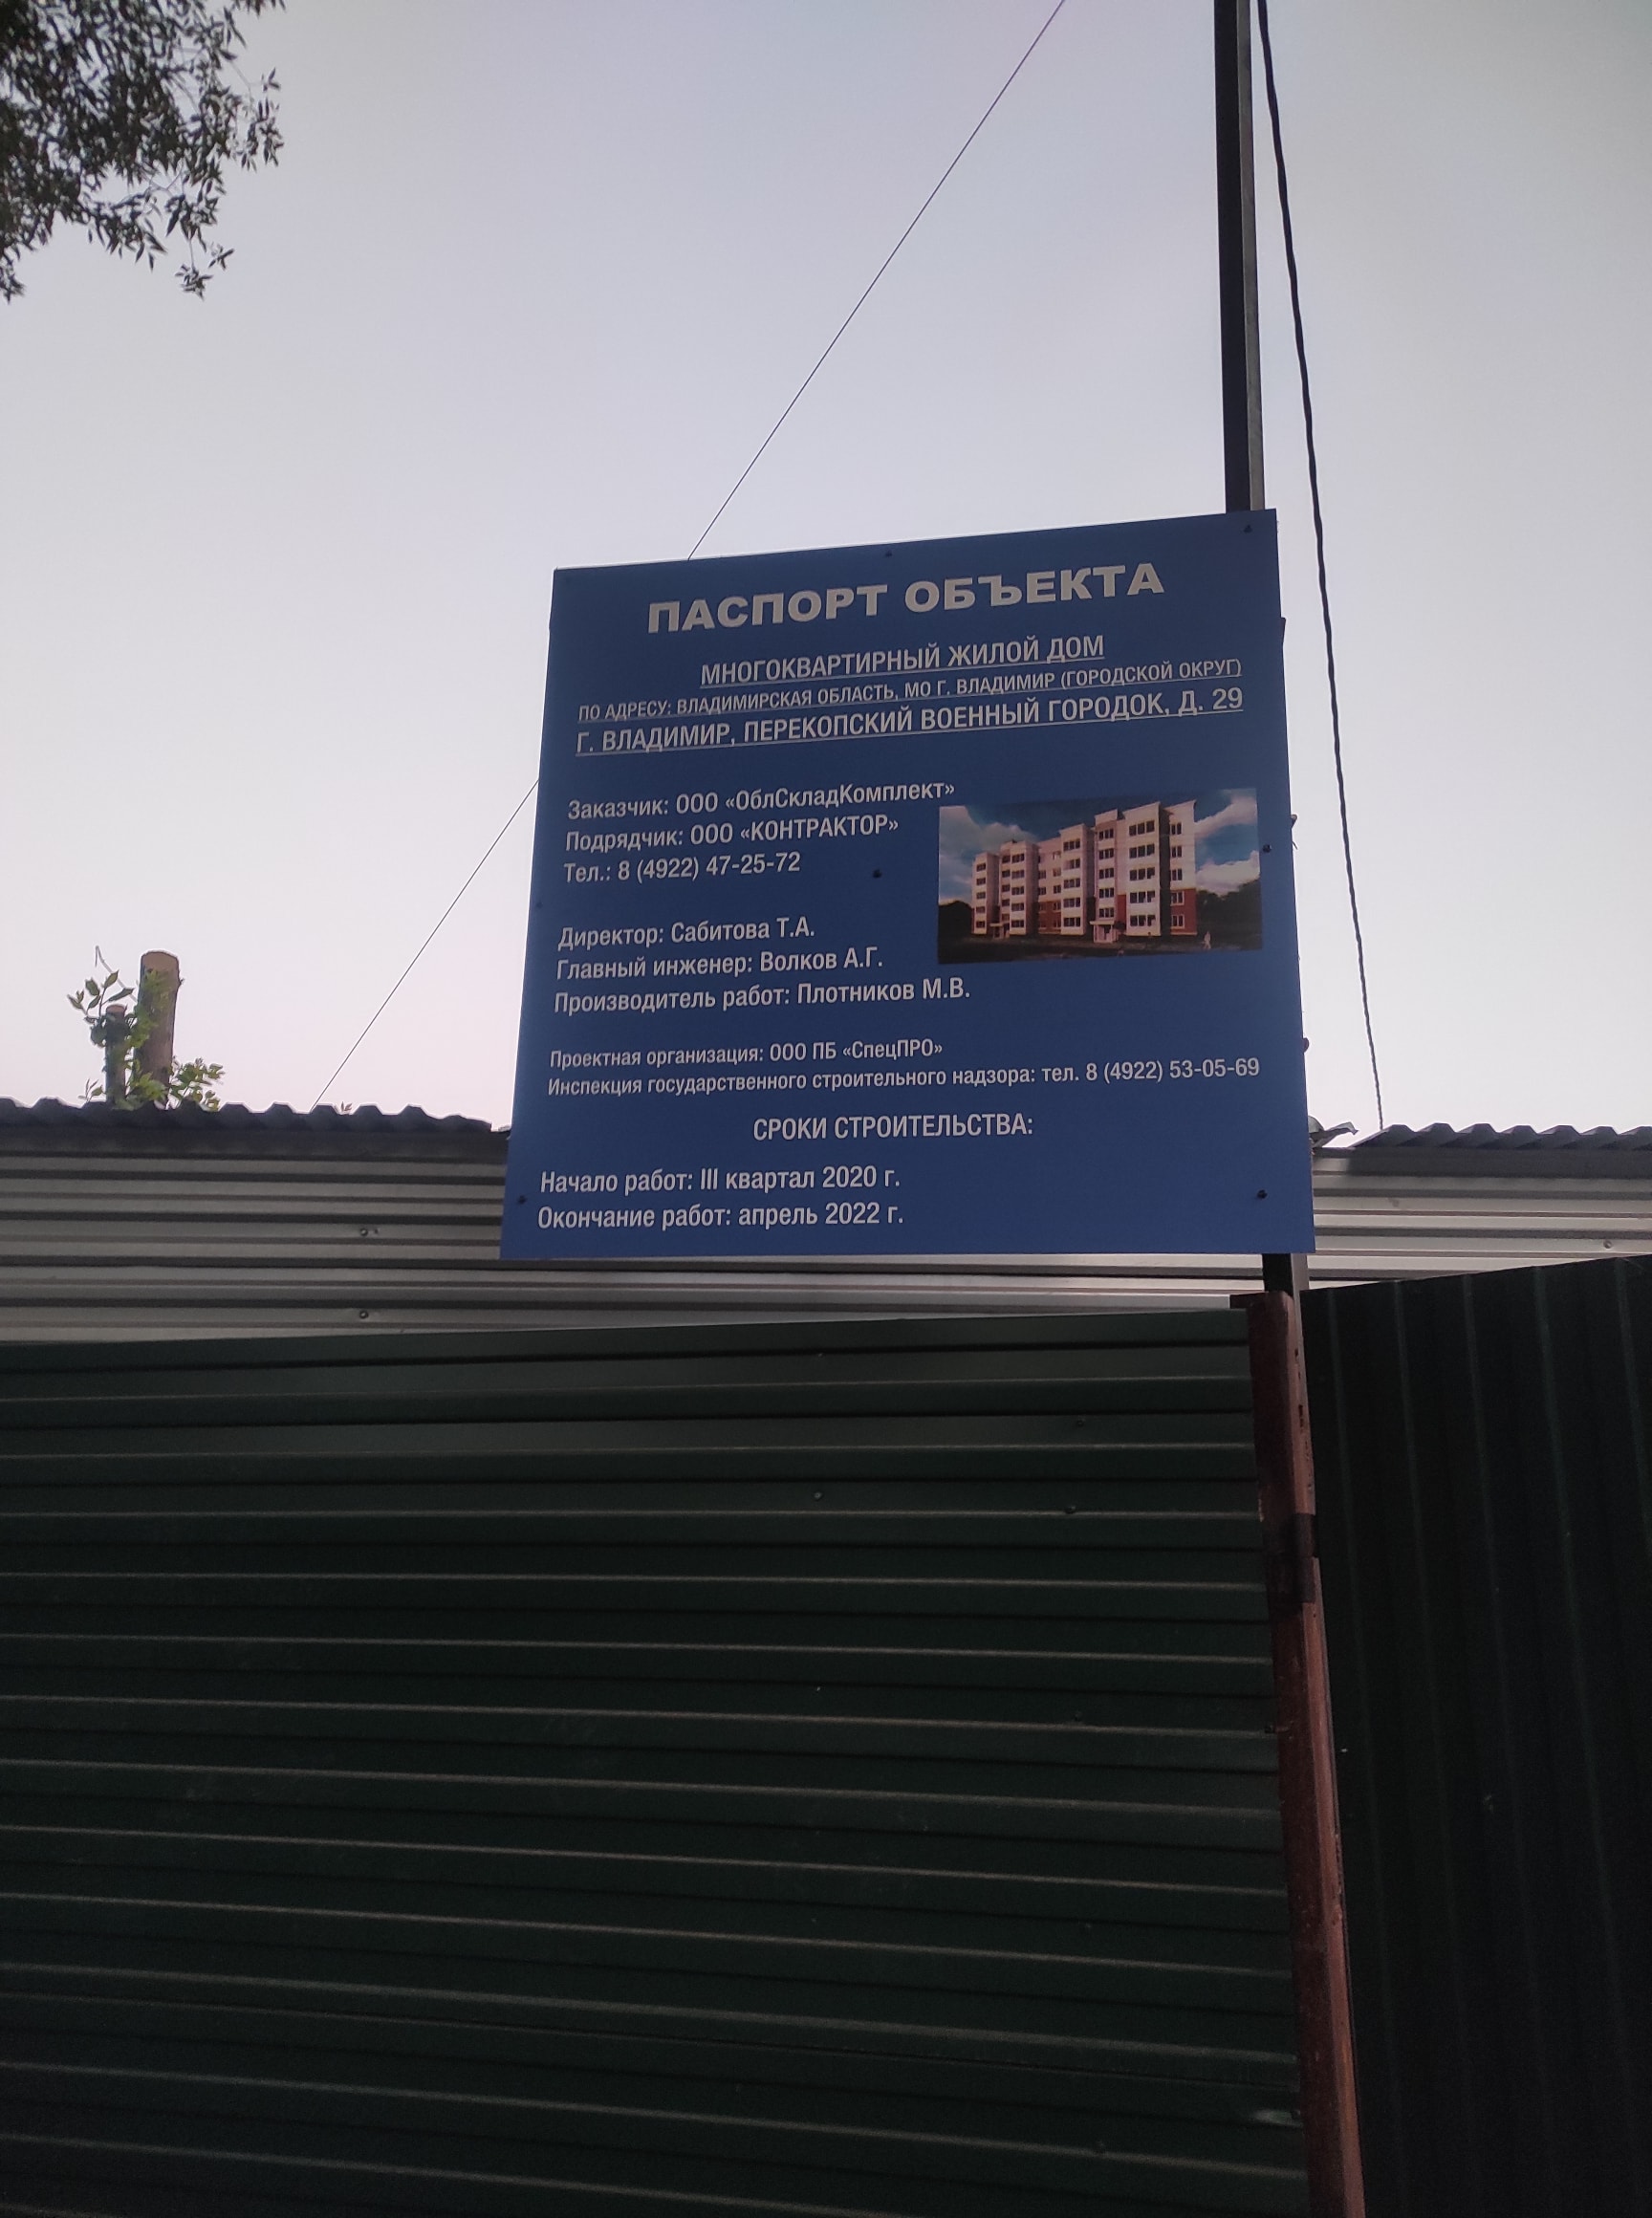 ПАСПОРТ ОБЪЕКТА
МНОГОКВАРТИРНЫЙ ЖИЛОЙ ДОМ
ПО АДРЕСУ: ВЛАДИМИРСКАЯ ОБЛАСТЬ, МО Г. ВЛАДИМИР (ГОРОДСКОЙ ОКРУГ)
Г. ВЛАДИМИР, ПЕРЕКОПСКИЙ ВОЕННЫЙ ГОРОДОК, Д. 29
Заказчик: ООО «ОблСкладКомплект»
Подрядчик: ООО «КОНТРАКТОР»
Тел.: 8 (4922) 47-25-72
Директор: Сабитова Т.А.
Главный инженер: Волков А.Г.
Производитель работ: Плотников М.В.
Проектная организация: ООО ПБ «СпецПРО»
Инспекция государственного строительного надзора: тел. 8 (4922) 53-05-69
СРОКИ СТРОИТЕЛЬСТВА:
Начало работ: III квартал 2020 г.
Окончание работ: апрель 2022 г.